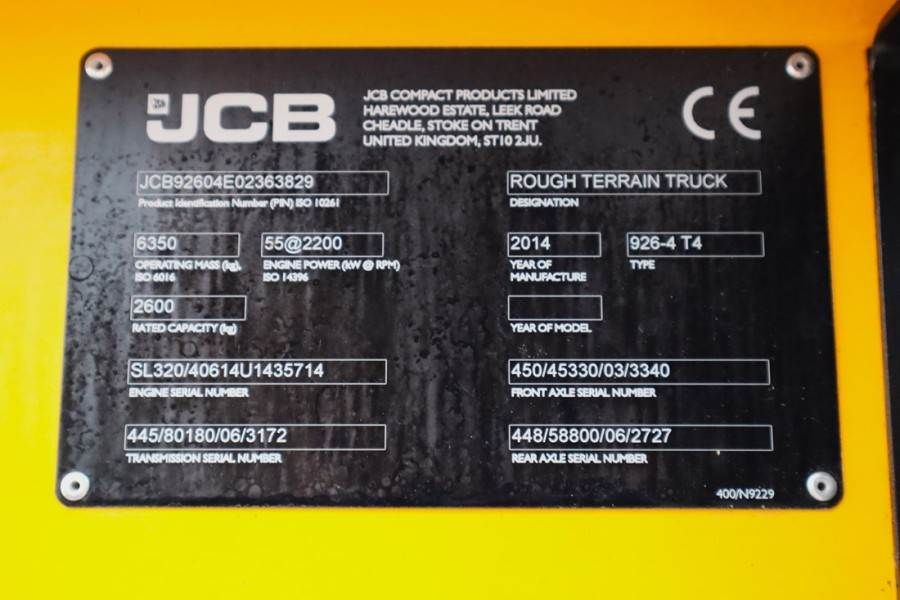 JCB
JCB COMPACT PRODUCTS LIMITED
HAREWOOD ESTATE, LEEK ROAD
CHEADLE, STOKE ON TRENT
UNITED KINGDOM, ST10 2JU.
CE
JCB92604E02363829
Product Identification Number (PIN) ISO 10261
ROUGH TERRAIN TRUCK
DESIGNATION
6350
OPERATING MASS (kg),
ISO 6016
55@2200
ENGINE POWER (kW @ RPM)
ISO 14396
2014
YEAR OF
MANUFACTURE
926-4 T4
TYPE
2600
RATED CAPACITY (kg)
YEAR OF MODEL
SL320/40614U1435714
ENGINE SERIAL NUMBER
450/45330/03/3340
FRONT AXLE SERIAL NUMBER
445/80180/06/3172
TRANSMISSION SERIAL NUMBER
448/58800/06/2727
REAR AXLE SERIAL NUMBER
400/N9229